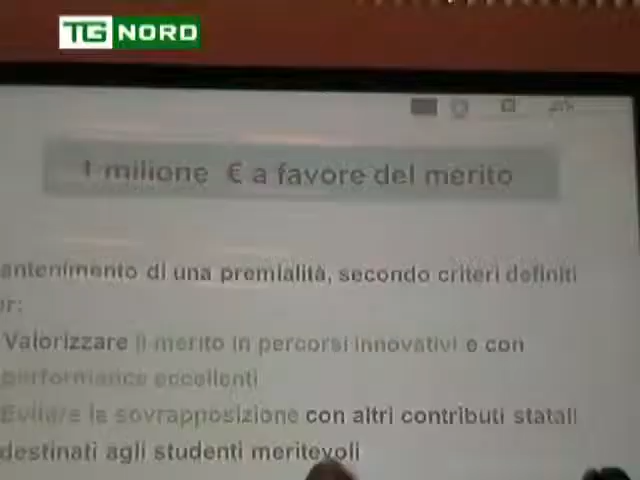 TG NORD
1 milione € a favore del merito
antenimento di una premialità, secondo criteri definiti
er:
Valorizzare il merito in percorsi innovativi e con
performance eccellenti
Evitare la sovrapposizione con altri contributi statali
destinati agli studenti meritevoli